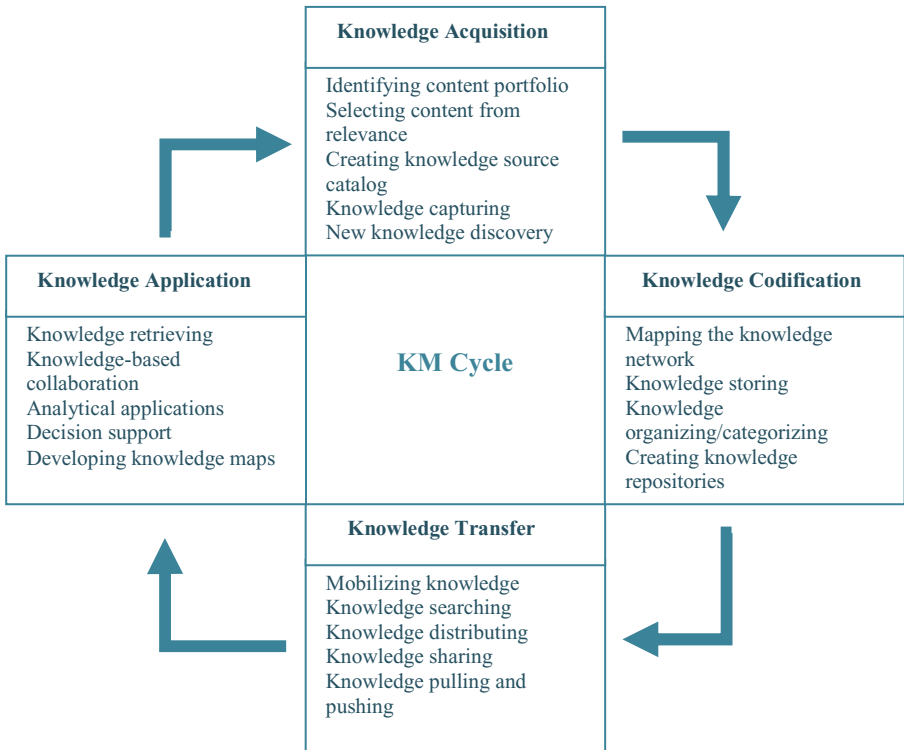 Knowledge Acquisition
Identifying content portfolio
Selecting content from
relevance
Creating knowledge source
catalog
Knowledge capturing
New knowledge discovery
Knowledge Application
Knowledge retrieving
Knowledge-based
collaboration
Analytical applications
Decision support
Developing knowledge maps
KM Cycle
Knowledge Codification
Mapping the knowledge
network
Knowledge storing
Knowledge
organizing/categorizing
Creating knowledge
repositories
Knowledge Transfer
Mobilizing knowledge
Knowledge searching
Knowledge distributing
Knowledge sharing
Knowledge pulling and
pushing